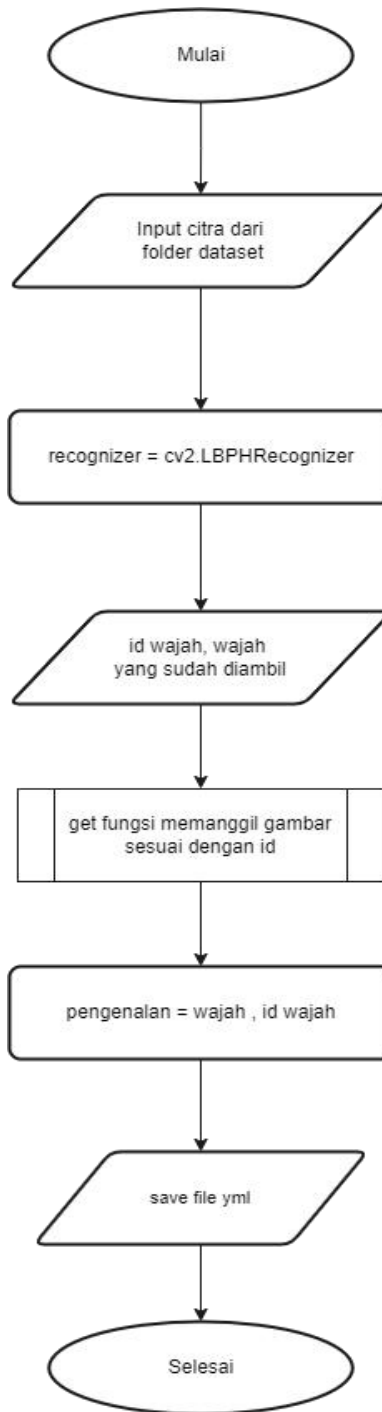 Mulai
Input citra dari
folder dataset
recognizer = cv2.LBPHRecognizer
id wajah, wajah
yang sudah diambil
get fungsi memanggil gambar
sesuai dengan id
pengenalan = wajah , id wajah
save file yml
Selesai